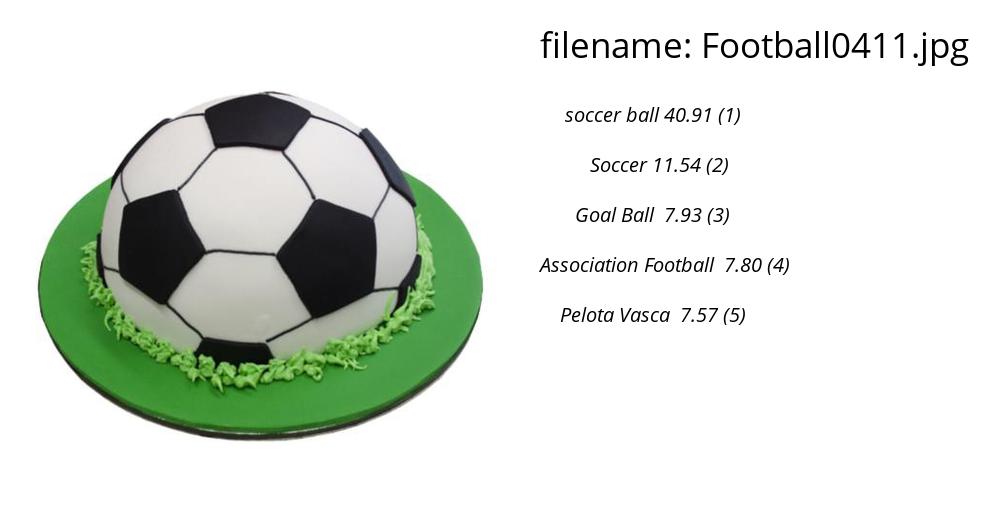 filename: Football0411.jpg
soccer ball 40.91 (1)
Soccer 11.54 (2)
Goal Ball 7.93 (3)
Association Football 7.80 (4)
Pelota Vasca 7.57 (5)